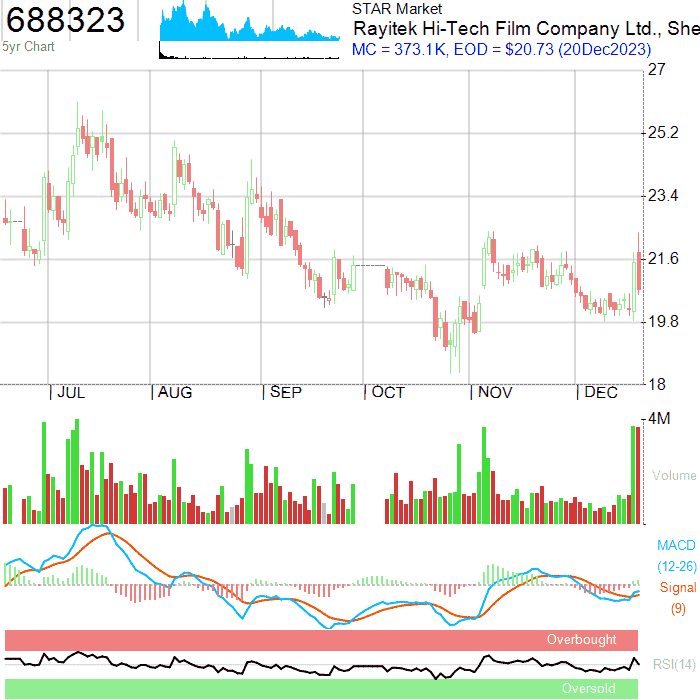 688323
5yr Chart
STAR Market
Rayitek Hi-Tech Film Company Ltd., She
MC = 373.1K, EOD = $20.73 (20Dec2023)
27
25.2
23.4
21.6
19.8
18
JUL
AUG
SEP
OCT
NOV
DEC
4M
Volume
MACD
(12-26)
Signal
(9)
Overbought
RSI(14)
Oversold